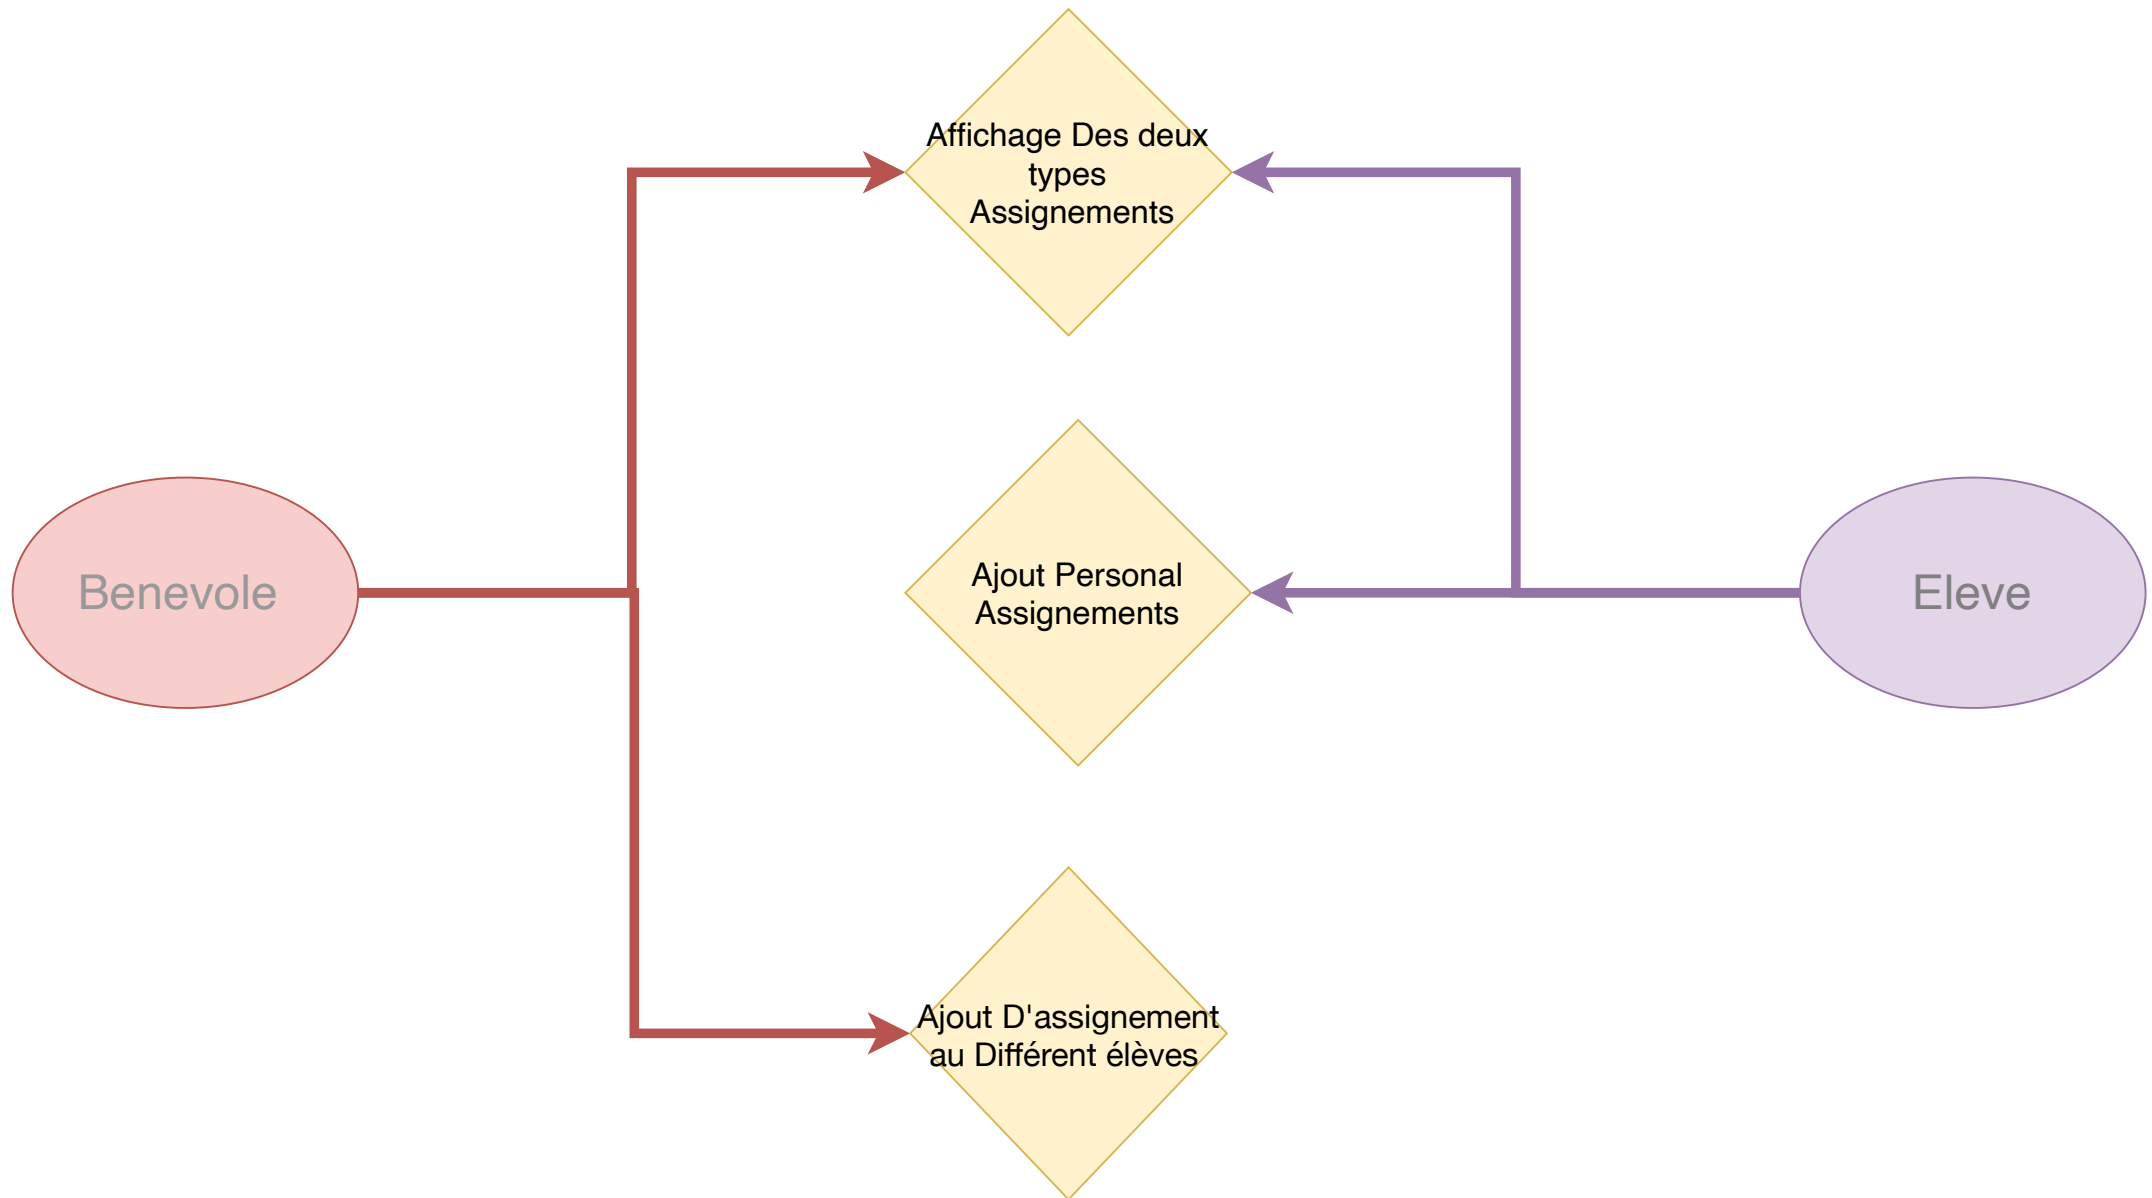 Affichage Des deux
types
Assignements
Benevole
Ajout Personal
Assignements
Eleve
Ajout D'assignement
au Différent élèves